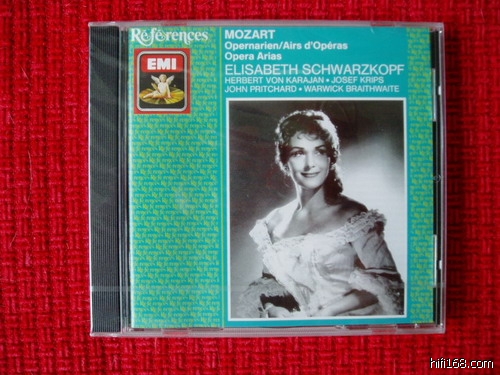 Références
EMI
MOZART
Opernarien/Airs d'Opéras
Opera Arias
ELISABETH SCHWARZKOPF
HERBERT VON KARAJAN • JOSEF KRIPS
JOHN PRITCHARD • WARWICK BRAITHWAITE
hifi168.com